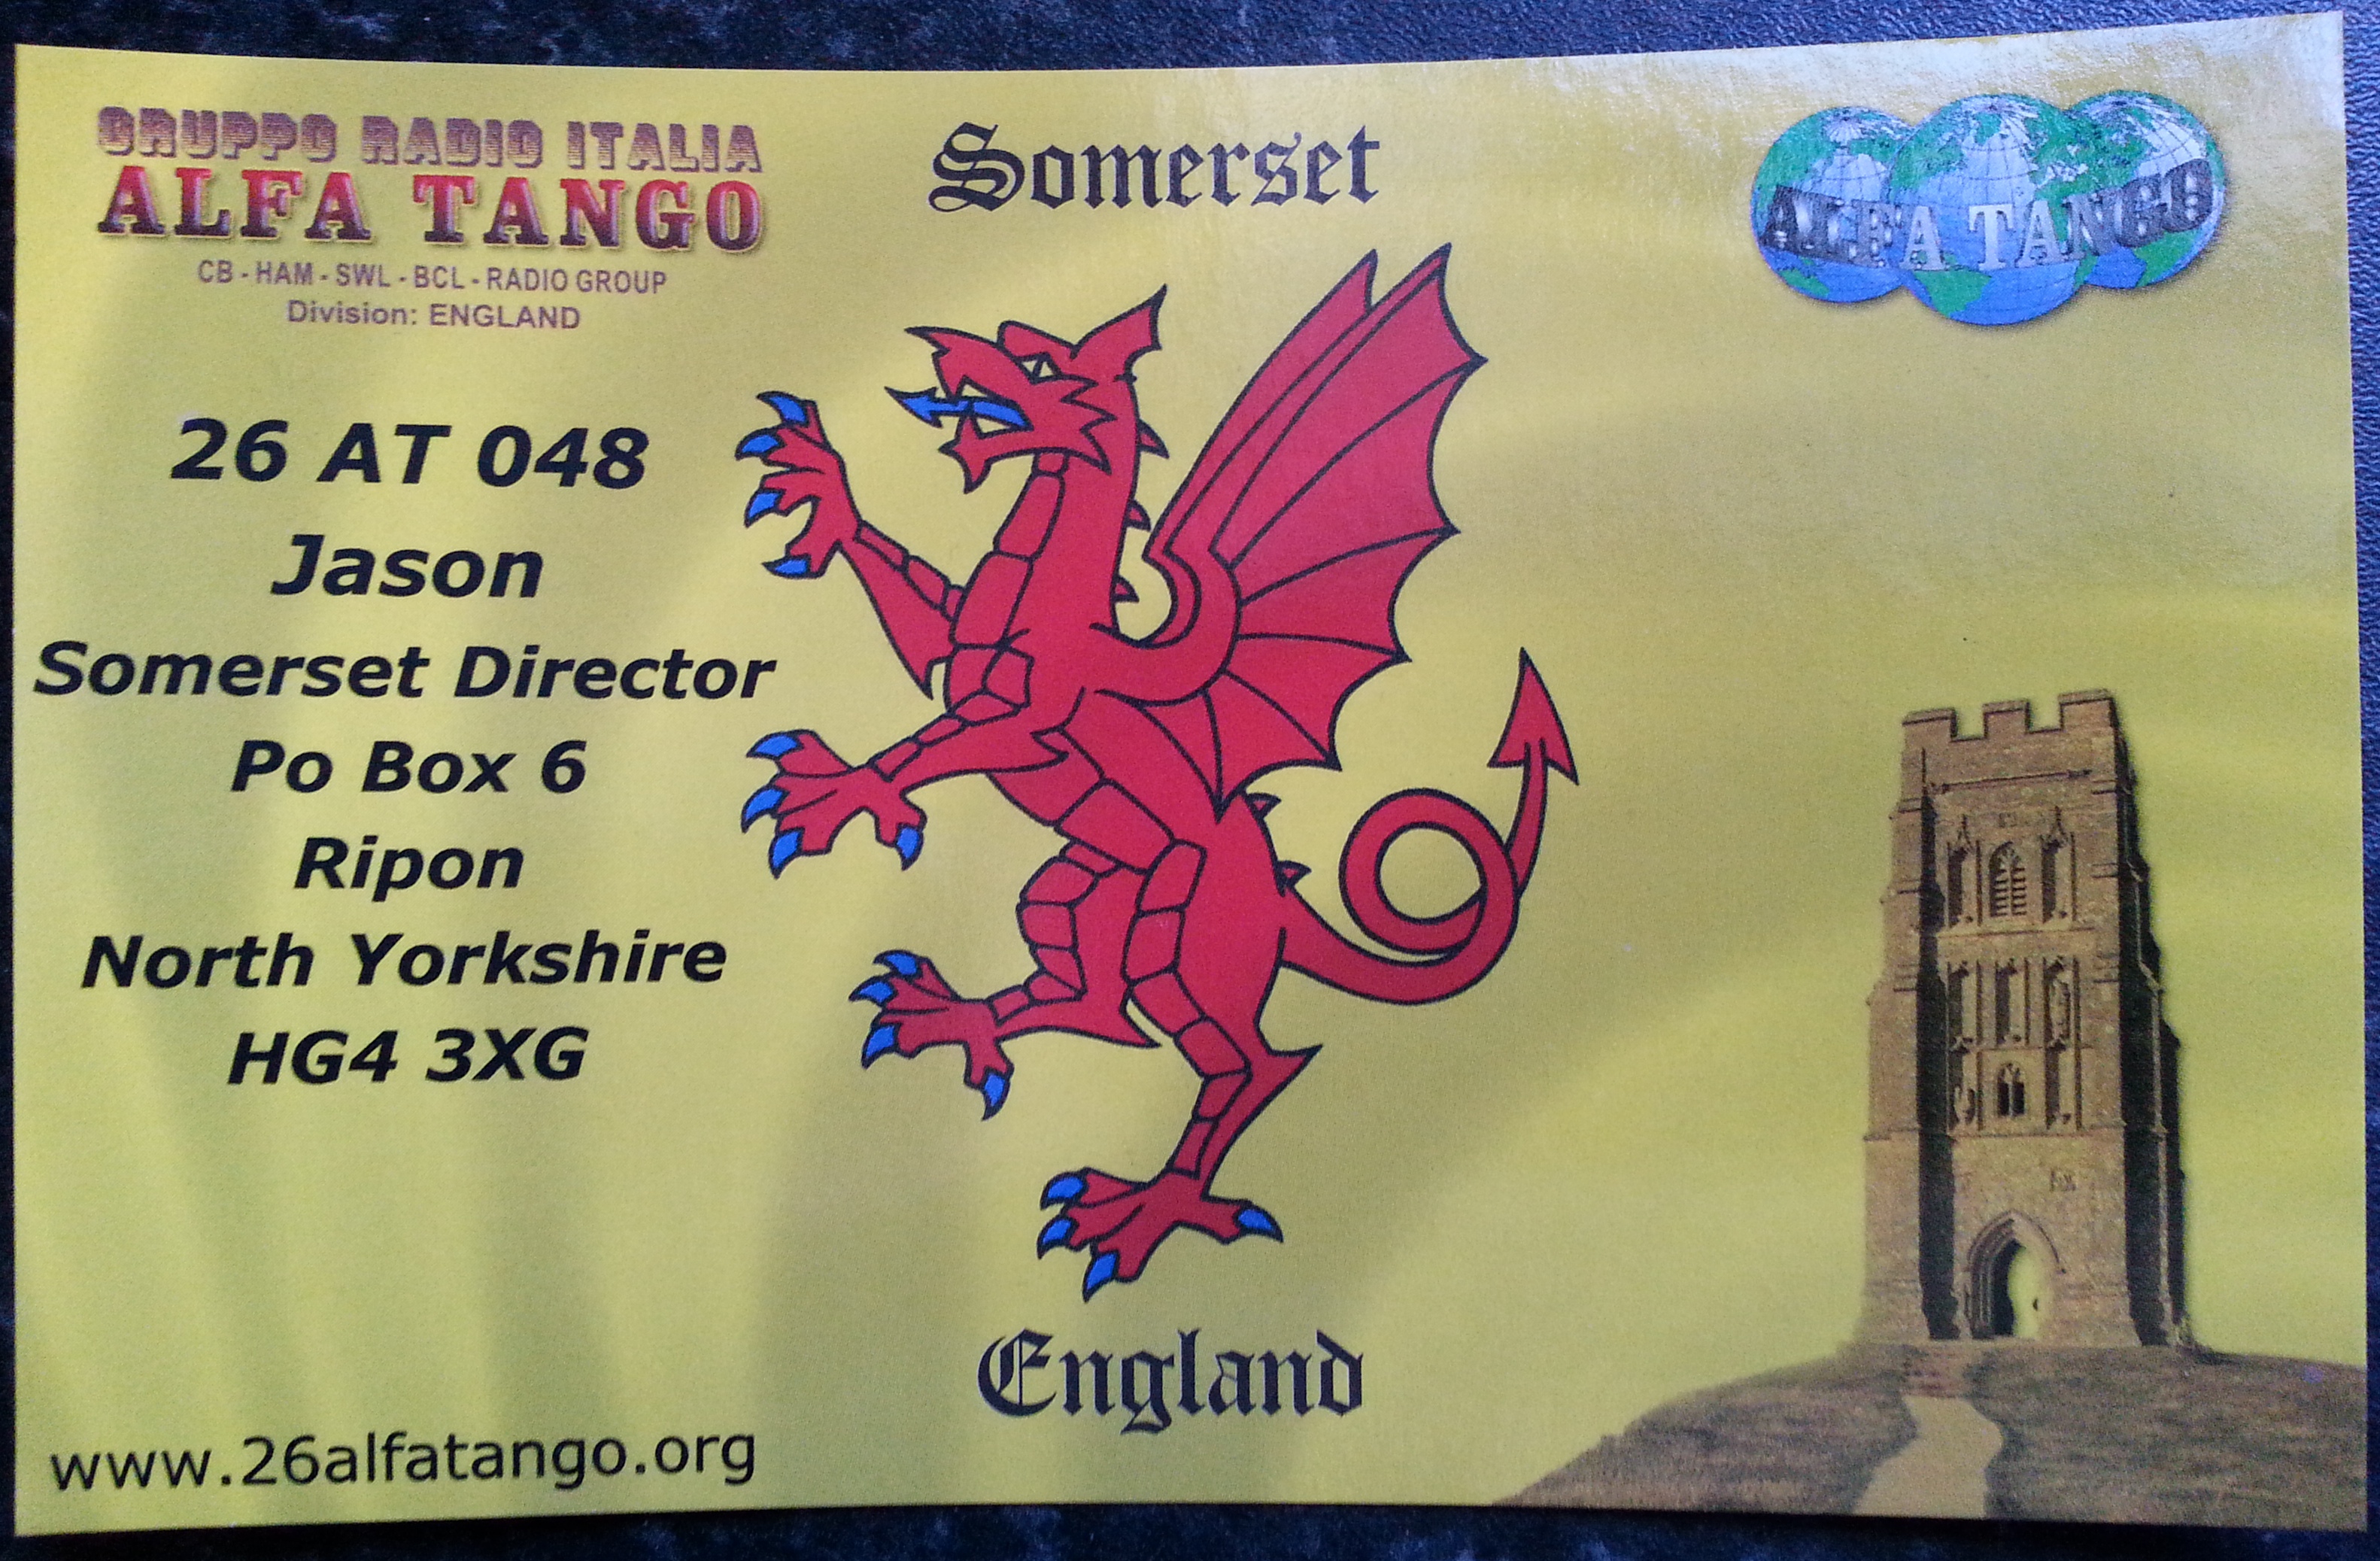 GRUPPO RADIO ITALIA
ALFA TANGO
CB - HAM - SWL - BCL - RADIO GROUP
Division: ENGLAND
26 AT 048
Jason
Somerset Director
Po Box 6
Ripon
North Yorkshire
HG4 3XG
www.26alfatango.org
Somerset
England
ALFA TANGO